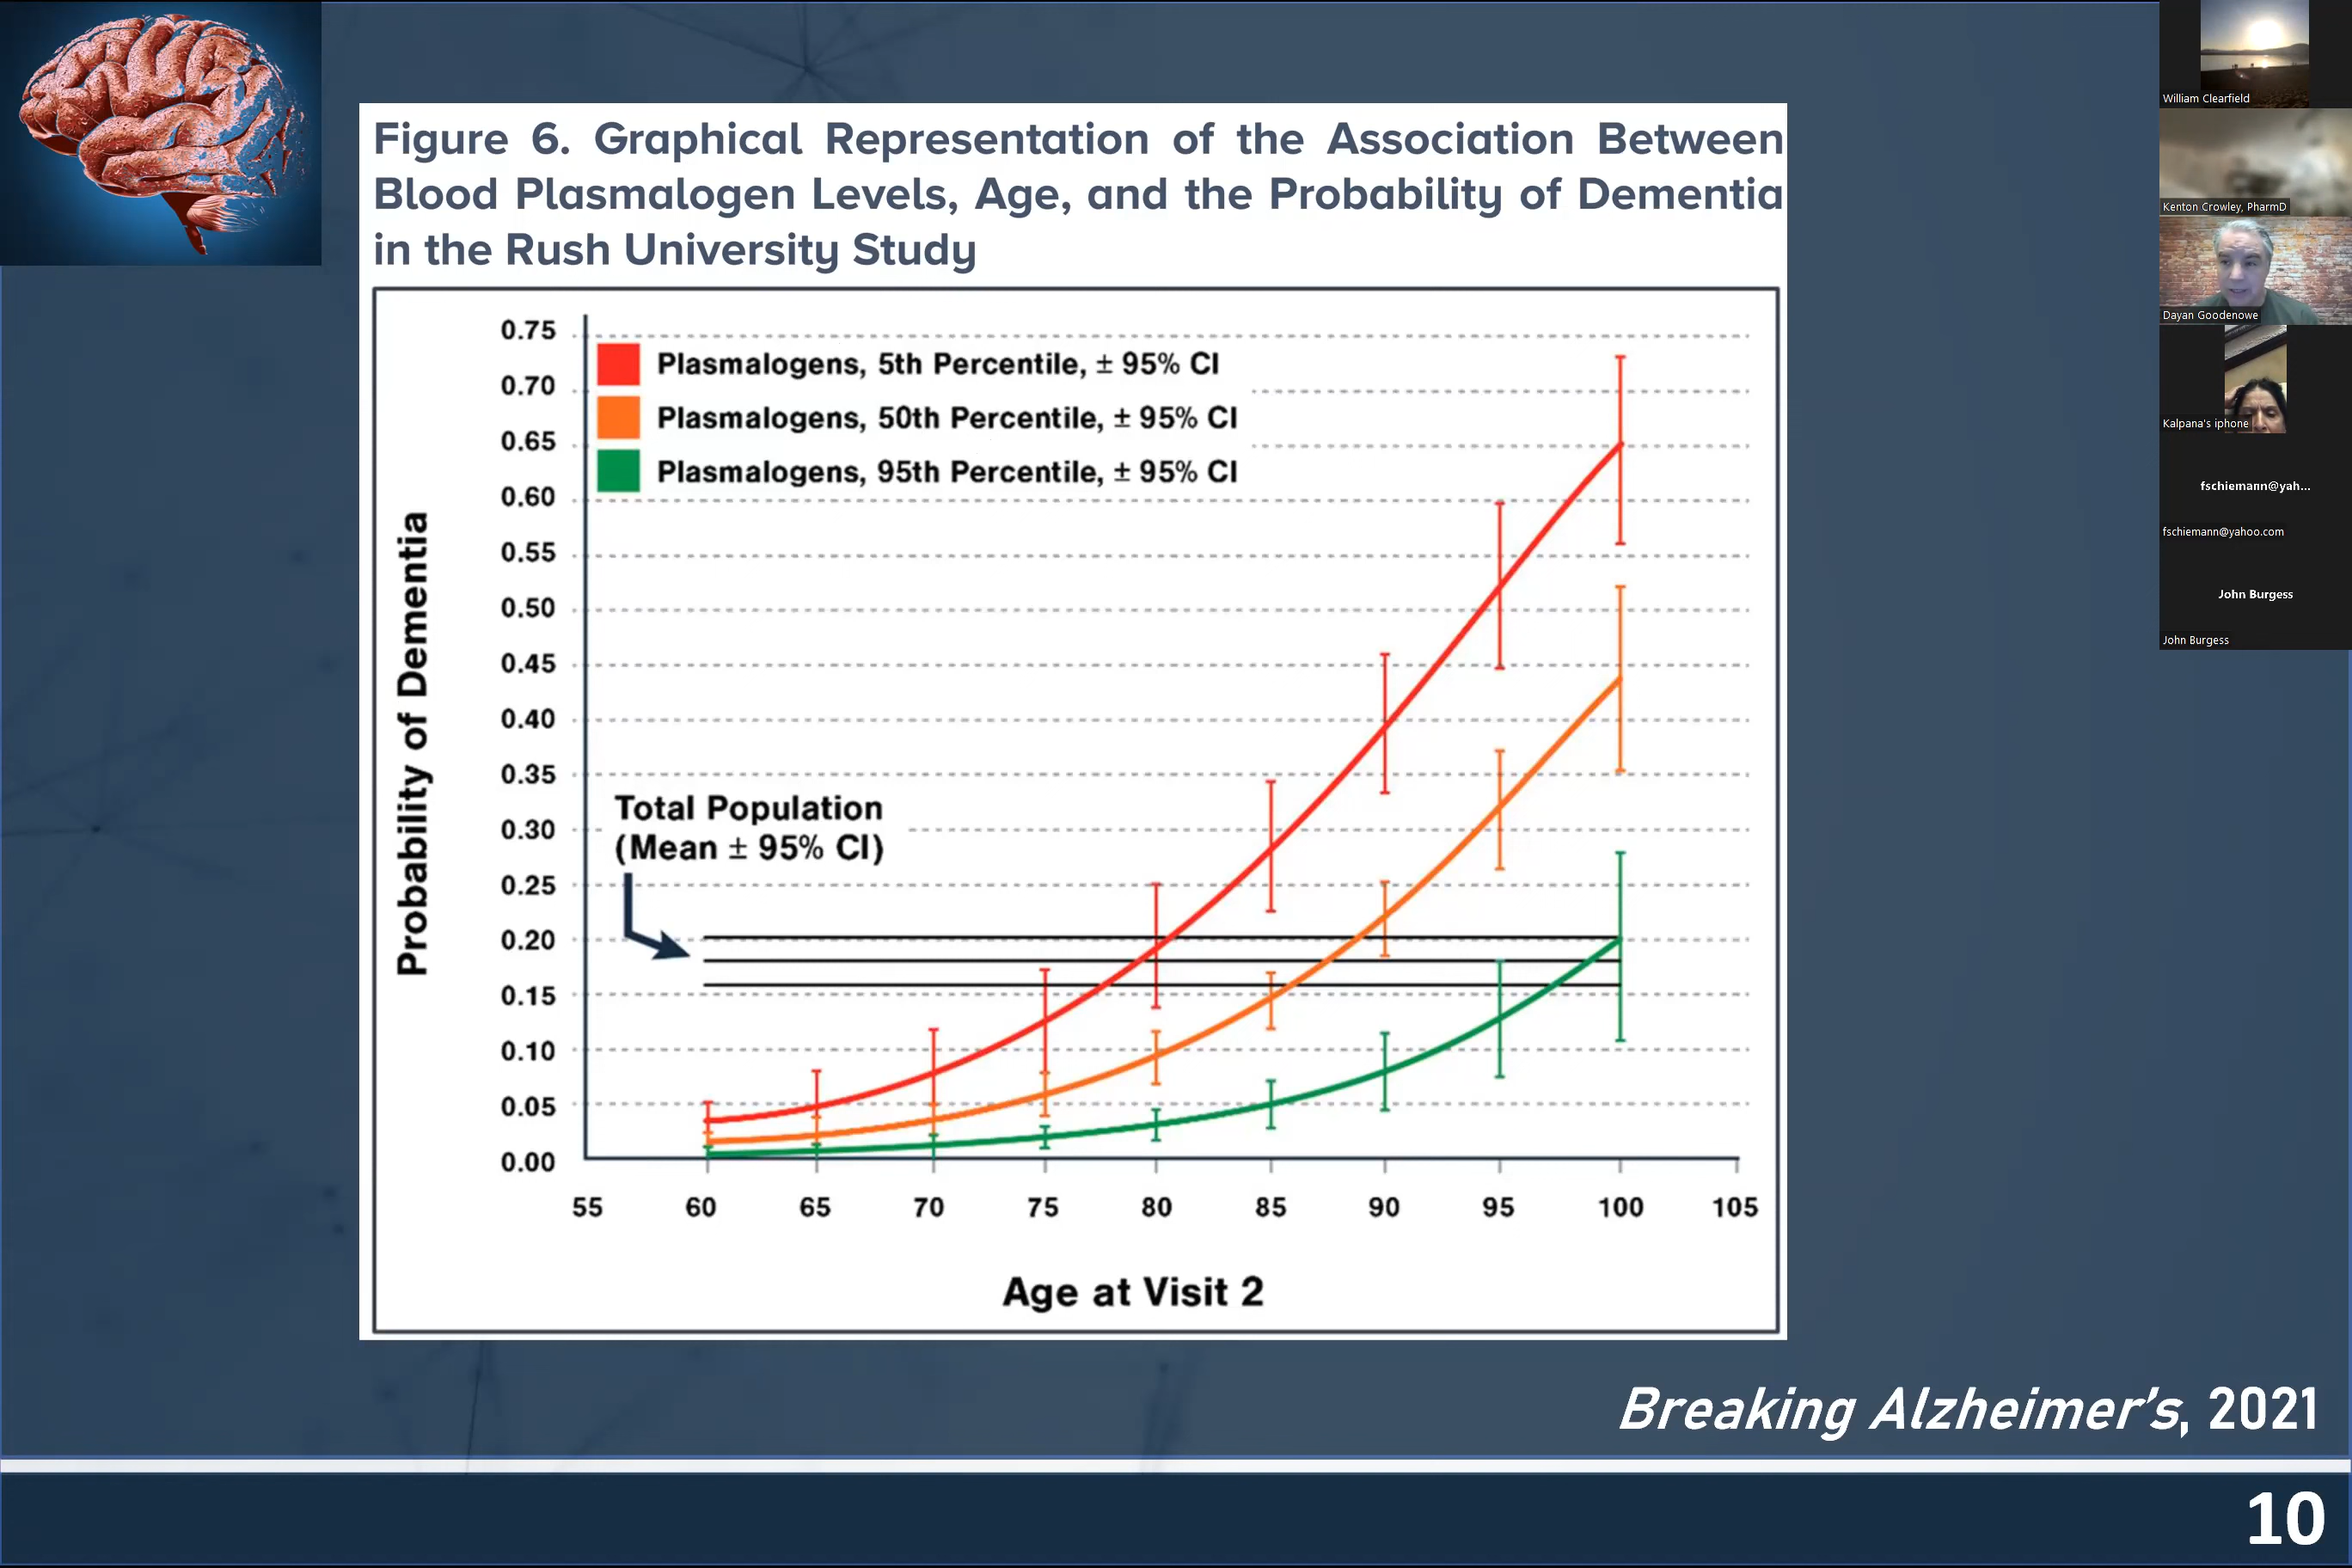 Figure 6. Graphical Representation of the Association Between
Blood Plasmalogen Levels, Age, and the Probability of Dementia
in the Rush University Study
0.75
0.70
0.65
0.60
0.55
0.50
0.45
0.40
0.35
0.30
0.25
0.20
0.15
0.10
0.05
0.00
Plasmalogens, 5th Percentile, ± 95% CI
Plasmalogens, 50th Percentile, ± 95% CI
Plasmalogens, 95th Percentile, ± 95% CI
Probability of Dementia
Total Population
(Mean ± 95% CI)
55 60 65 70 75 80 85 90 95 100 105
Age at Visit 2
Breaking Alzheimer's, 2021
10
William Clearfield
Kenton Crowley, PharmD
Dayan Goodenowe
Kalpana's iphone
fschiemann@yah...
fschiemann@yahoo.com
John Burgess
John Burgess